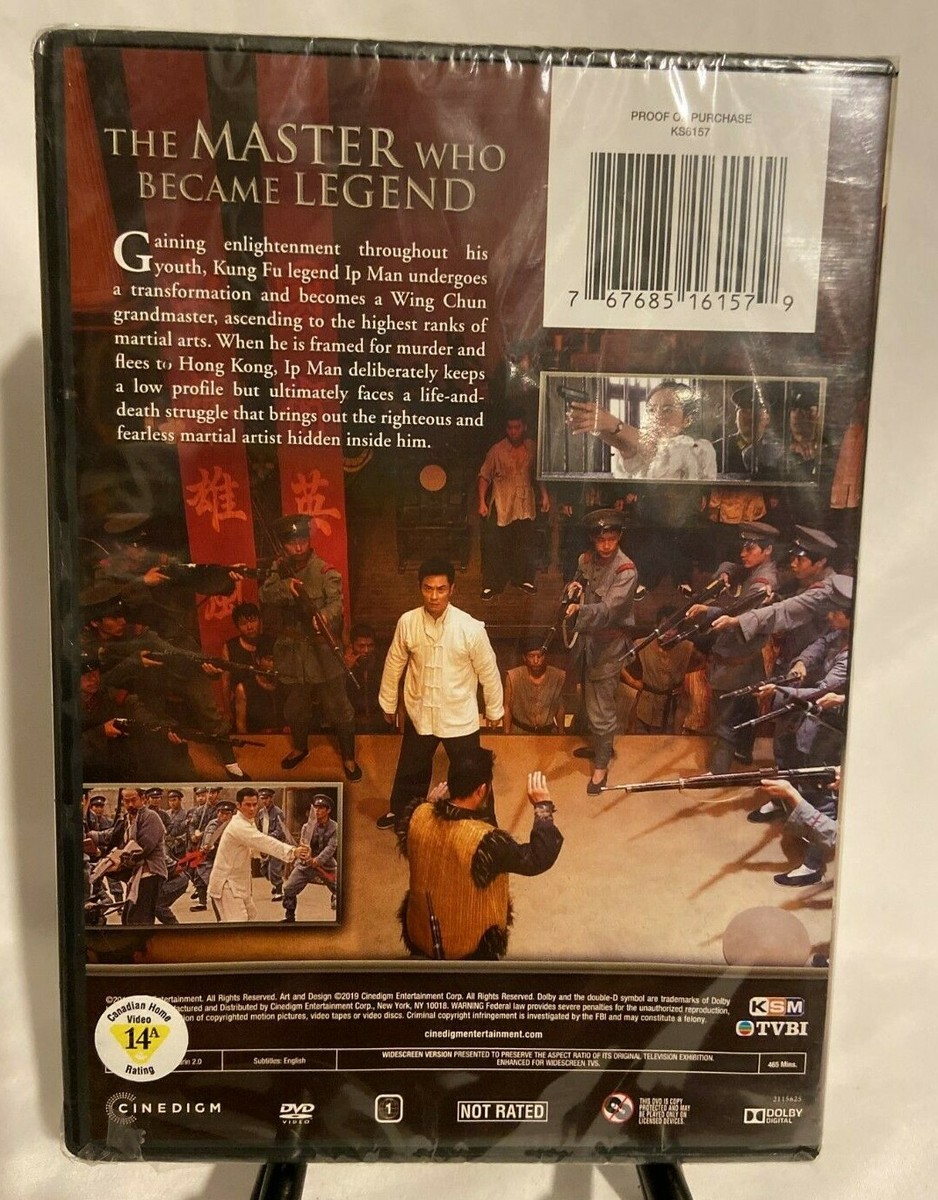 THE MASTER WHO
BECAME LEGEND
Gaining enlightenment throughout his
youth, Kung Fu legend Ip Man undergoes
a transformation and becomes a Wing Chun
grandmaster, ascending to the highest ranks of
martial arts. When he is framed for murder and
flees to Hong Kong, Ip Man deliberately keeps
a low profile but ultimately faces a life-and-
death struggle that brings out the righteous and
fearless martial artist hidden inside him.
PROOF OF PURCHASE
KS6157
7 67685 16157 9
雄 英
All Rights Reserved. Art and Design ©2019 Cinedigm Entertainment Corp. All Rights Reserved. Dolby and the double-D symbol are trademarks of Dolby
and Distributed by Cinedigm Entertainment Corp., New York, NY 10018. WARNING Federal law provides severe penalties for the unauthorized reproduction,
of copyrighted motion pictures, video tapes or video discs. Criminal copyright infringement is investigated by the FBI and may constitute a felony.
cinedigmentertainment.com
KSM
TVBI
Canadian Home
Video
14A
Rating
2.0
Subtitles: English
WIDESCREEN VERSION PRESENTED TO PRESERVE THE ASPECT RATIO OF ITS ORIGINAL TELEVISION EXHIBITION.
ENHANCED FOR WIDESCREEN TVS.
465 Mins.
CINEDIGM
DVD
VIDEO
1
NOT RATED
THIS DVD IS COPY
PROTECTED AND MAY
BE PLAYED ONLY ON
LICENSED DEVICES.
2115625
DOLBY
DIGITAL